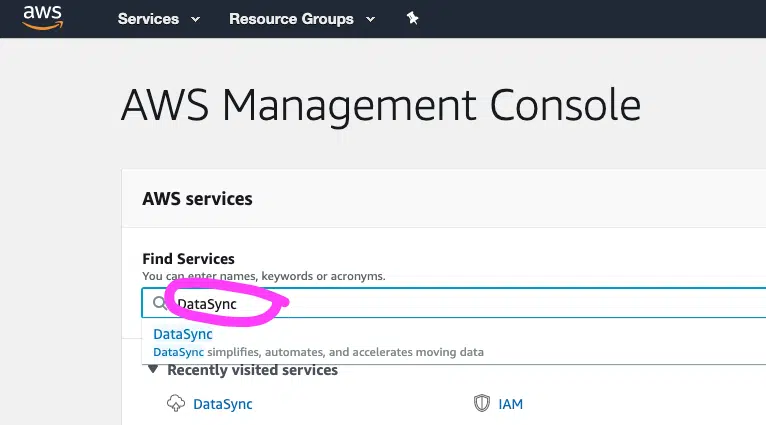 aws Services Resource Groups
AWS Management Console
AWS services
Find Services
You can enter names, keywords or acronyms.
DataSync
DataSync
DataSync simplifies, automates, and accelerates moving data
Recently visited services
DataSync IAM